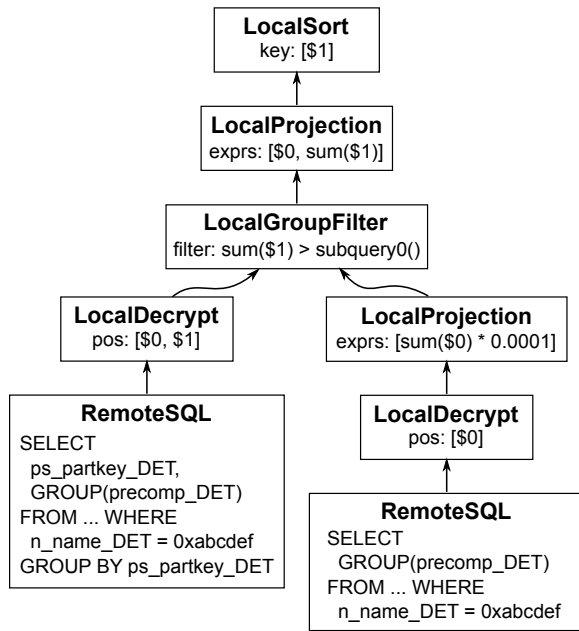 LocalSort
key: [$1]
LocalProjection
exprs: [$0, sum($1)]
LocalGroupFilter
filter: sum($1) > subquery0()
LocalDecrypt
pos: [$0, $1]
RemoteSQL
SELECT
ps_partkey_DET,
GROUP(precomp_DET)
FROM ... WHERE
n_name_DET = 0xabcdef
GROUP BY ps_partkey_DET
LocalProjection
exprs: [sum($0) * 0.0001]
LocalDecrypt
pos: [$0]
RemoteSQL
SELECT
GROUP(precomp_DET)
FROM ... WHERE
n_name_DET = 0xabcdef